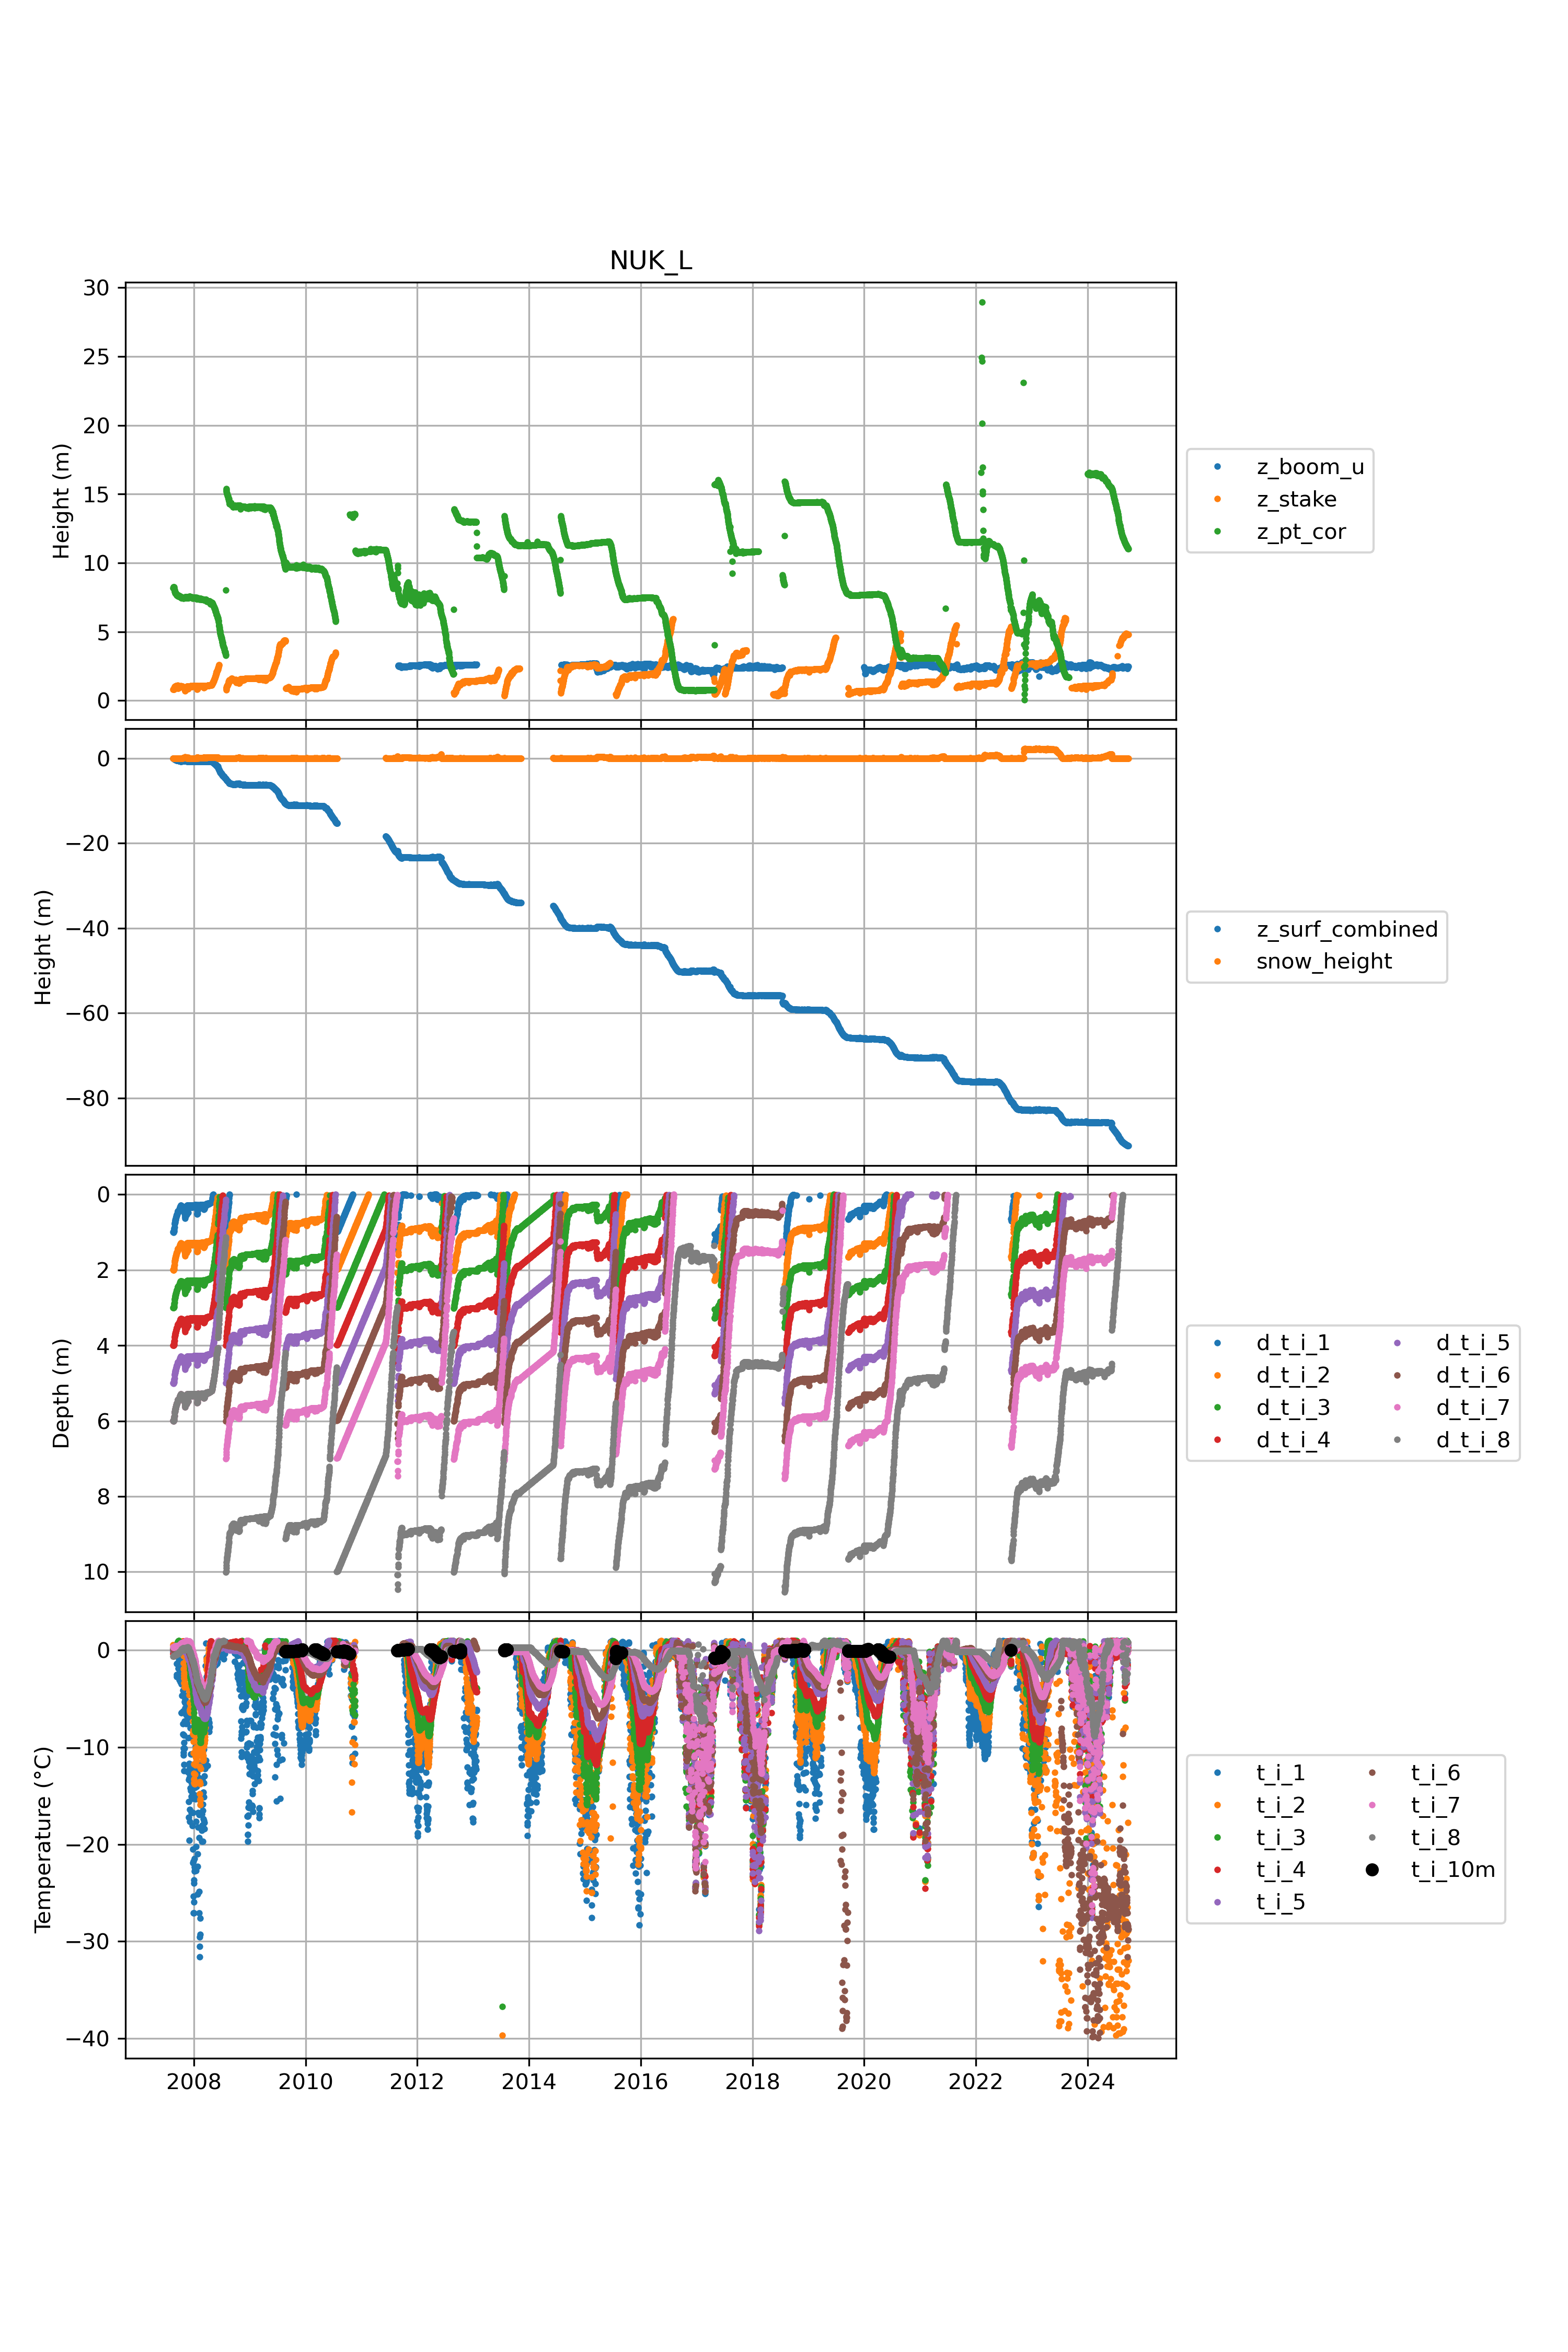 NUK_L
30
25
20
15
10
5
0
Height (m)
z_boom_u
z_stake
z_pt_cor
0
−20
−40
−60
−80
Height (m)
z_surf_combined
snow_height
0
2
4
6
8
10
Depth (m)
d_t_i_1 d_t_i_5
d_t_i_2 d_t_i_6
d_t_i_3 d_t_i_7
d_t_i_4 d_t_i_8
0
−10
−20
−30
−40
Temperature (°C)
t_i_1 t_i_6
t_i_2 t_i_7
t_i_3 t_i_8
t_i_4 t_i_10m
t_i_5
2008 2010 2012 2014 2016 2018 2020 2022 2024